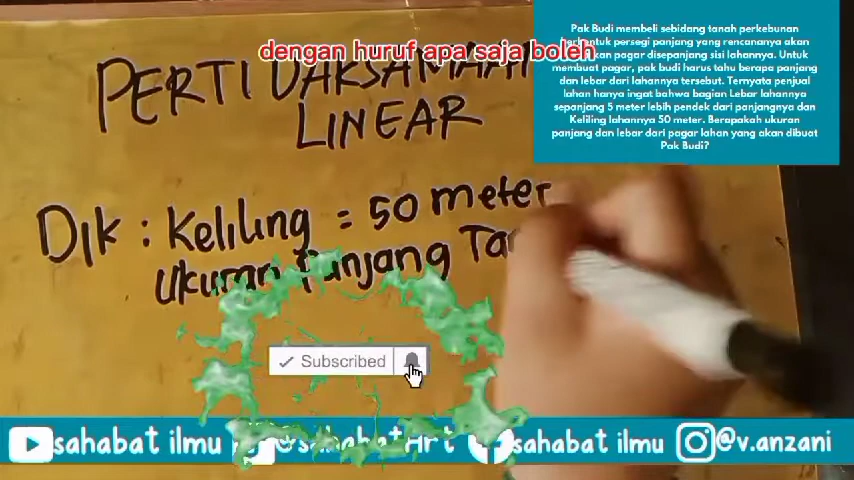 dengan huruf apa saja boleh
Pak Budi membeli sebidang tanah perkebunan
berbentuk persegi panjang yang rencananya akan
pagar disepanjang sisi lahannya. Untuk
membuat pagar, pak budi harus tahu berapa panjang
dan lebar dari lahannya tersebut. Ternyata penjual
lahan hanya ingat bahwa bagian Lebar lahannya
sepanjang 5 meter lebih pendek dari panjangnya dan
Keliling lahannya 50 meter. Berapakah ukuran
panjang dan lebar dari pagar lahan yang akan dibuat
Pak Budi?
PERTIDAKSAMAAN
LINEAR
DIK : Keliling = 50 meter
Ukuran Panjang Ta
Subscribed
sahabat ilmu
@sahabatArt
sahabat ilmu
@v.anzani